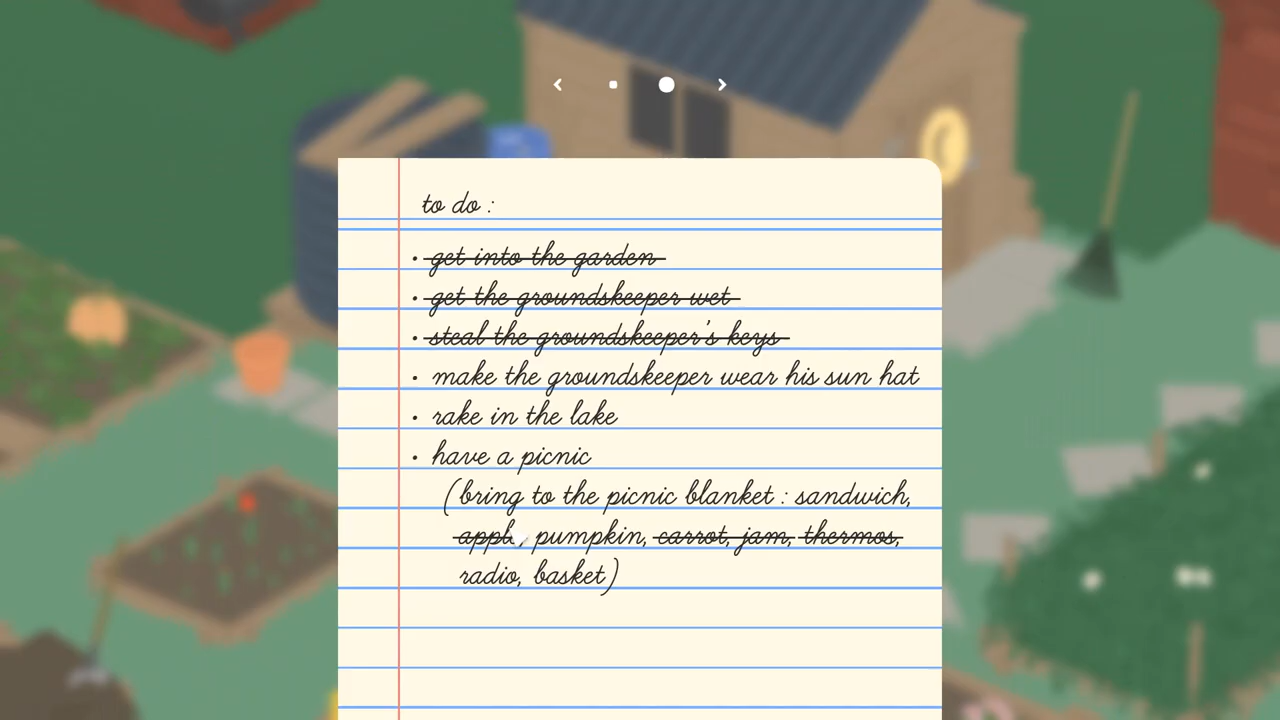 to do :
• get into the garden
• get the groundskeeper wet
• steal the groundskeeper's keys
• make the groundskeeper wear his sun hat
• rake in the lake
• have a picnic
(bring to the picnic blanket : sandwich,
apple, pumpkin, carrot, jam, thermos,
radio, basket)